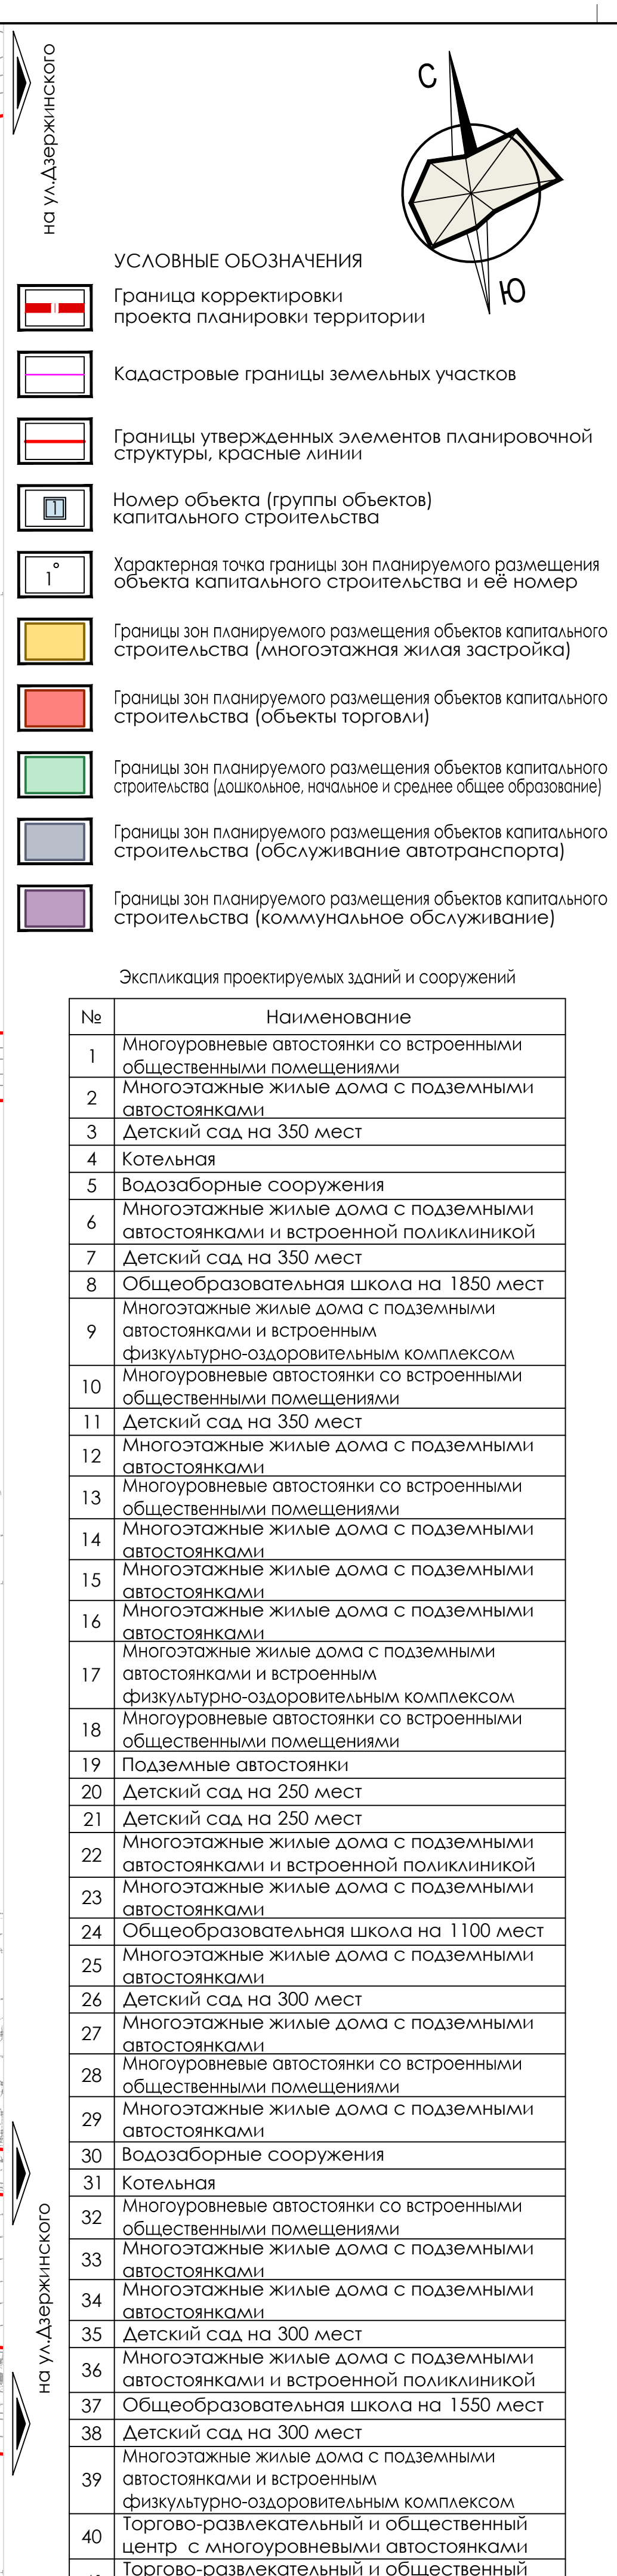 на ул.Дзержинского
С
Ю
УСЛОВНЫЕ ОБОЗНАЧЕНИЯ
Граница корректировки
проекта планировки территории
Кадастровые границы земельных участков
Границы утвержденных элементов планировочной
структуры, красные линии
1
Номер объекта (группы объектов)
капитального строительства
1°
Характерная точка границы зон планируемого размещения
объекта капитального строительства и её номер
Границы зон планируемого размещения объектов капитального
строительства (многоэтажная жилая застройка)
Границы зон планируемого размещения объектов капитального
строительства (объекты торговли)
Границы зон планируемого размещения объектов капитального
строительства (дошкольное, начальное и среднее общее образование)
Границы зон планируемого размещения объектов капитального
строительства (обслуживание автотранспорта)
Границы зон планируемого размещения объектов капитального
строительства (коммунальное обслуживание)
Экспликация проектируемых зданий и сооружений
№ Наименование
1 Многоуровневые автостоянки со встроенными
общественными помещениями
2 Многоэтажные жилые дома с подземными
автостоянками
3 Детский сад на 350 мест
4 Котельная
5 Водозаборные сооружения
6 Многоэтажные жилые дома с подземными
автостоянками и встроенной поликлиникой
7 Детский сад на 350 мест
8 Общеобразовательная школа на 1850 мест
9 Многоэтажные жилые дома с подземными
автостоянками и встроенным
физкультурно-оздоровительным комплексом
10 Многоуровневые автостоянки со встроенными
общественными помещениями
11 Детский сад на 350 мест
12 Многоэтажные жилые дома с подземными
автостоянками
13 Многоуровневые автостоянки со встроенными
общественными помещениями
14 Многоэтажные жилые дома с подземными
автостоянками
15 Многоэтажные жилые дома с подземными
автостоянками
16 Многоэтажные жилые дома с подземными
автостоянками
17 Многоэтажные жилые дома с подземными
автостоянками и встроенным
физкультурно-оздоровительным комплексом
18 Многоуровневые автостоянки со встроенными
общественными помещениями
19 Подземные автостоянки
20 Детский сад на 250 мест
21 Детский сад на 250 мест
22 Многоэтажные жилые дома с подземными
автостоянками и встроенной поликлиникой
23 Многоэтажные жилые дома с подземными
автостоянками
24 Общеобразовательная школа на 1100 мест
25 Многоэтажные жилые дома с подземными
автостоянками
26 Детский сад на 300 мест
27 Многоэтажные жилые дома с подземными
автостоянками
28 Многоуровневые автостоянки со встроенными
общественными помещениями
29 Многоэтажные жилые дома с подземными
автостоянками
30 Водозаборные сооружения
31 Котельная
32 Многоуровневые автостоянки со встроенными
общественными помещениями
33 Многоэтажные жилые дома с подземными
автостоянками
34 Многоэтажные жилые дома с подземными
автостоянками
35 Детский сад на 300 мест
36 Многоэтажные жилые дома с подземными
автостоянками и встроенной поликлиникой
37 Общеобразовательная школа на 1550 мест
38 Детский сад на 300 мест
39 Многоэтажные жилые дома с подземными
автостоянками и встроенным
физкультурно-оздоровительным комплексом
40 Торгово-развлекательный и общественный
центр с многоуровневыми автостоянками
Торгово-развлекательный и общественный
на ул.Дзержинского